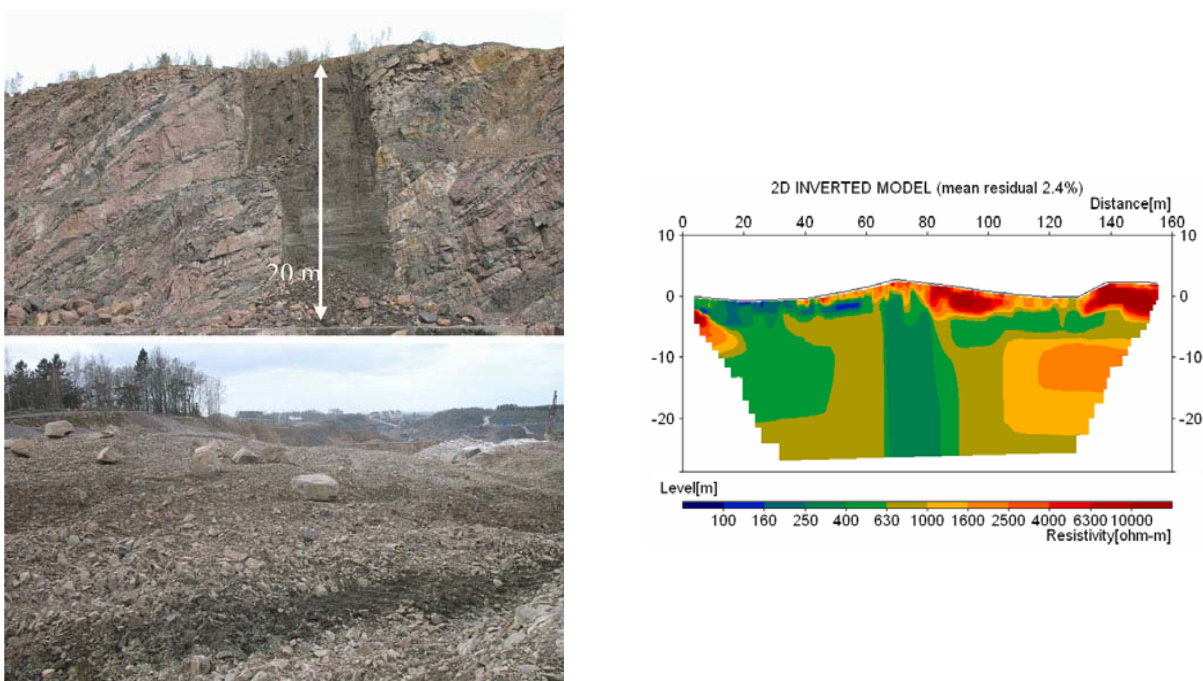 20 m
2D INVERTED MODEL (mean residual 2.4%)
Distance[m]
0 20 40 60 80 100 120 140 160
10 10
0 0
-10 -10
-20 -20
Level[m]
100 160 250 400 630 1000 1600 2500 4000 6300 10000
Resistivity[ohm-m]